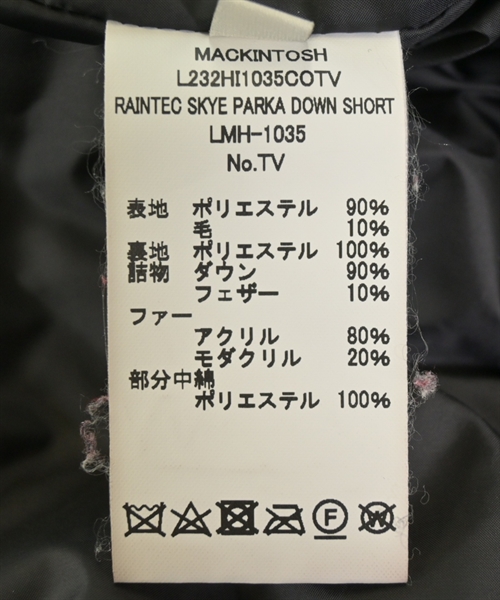 MACKINTOSH
L232HI1035COTV
RAINTEC SKYE PARKA DOWN SHORT
LMH-1035
No.TV
表地 ポリエステル 90%
毛 10%
裏地 ポリエステル 100%
詰物 ダウン 90%
フェザー 10%
ファー
アクリル 80%
モダクリル 20%
部分中綿
ポリエステル 100%
F W